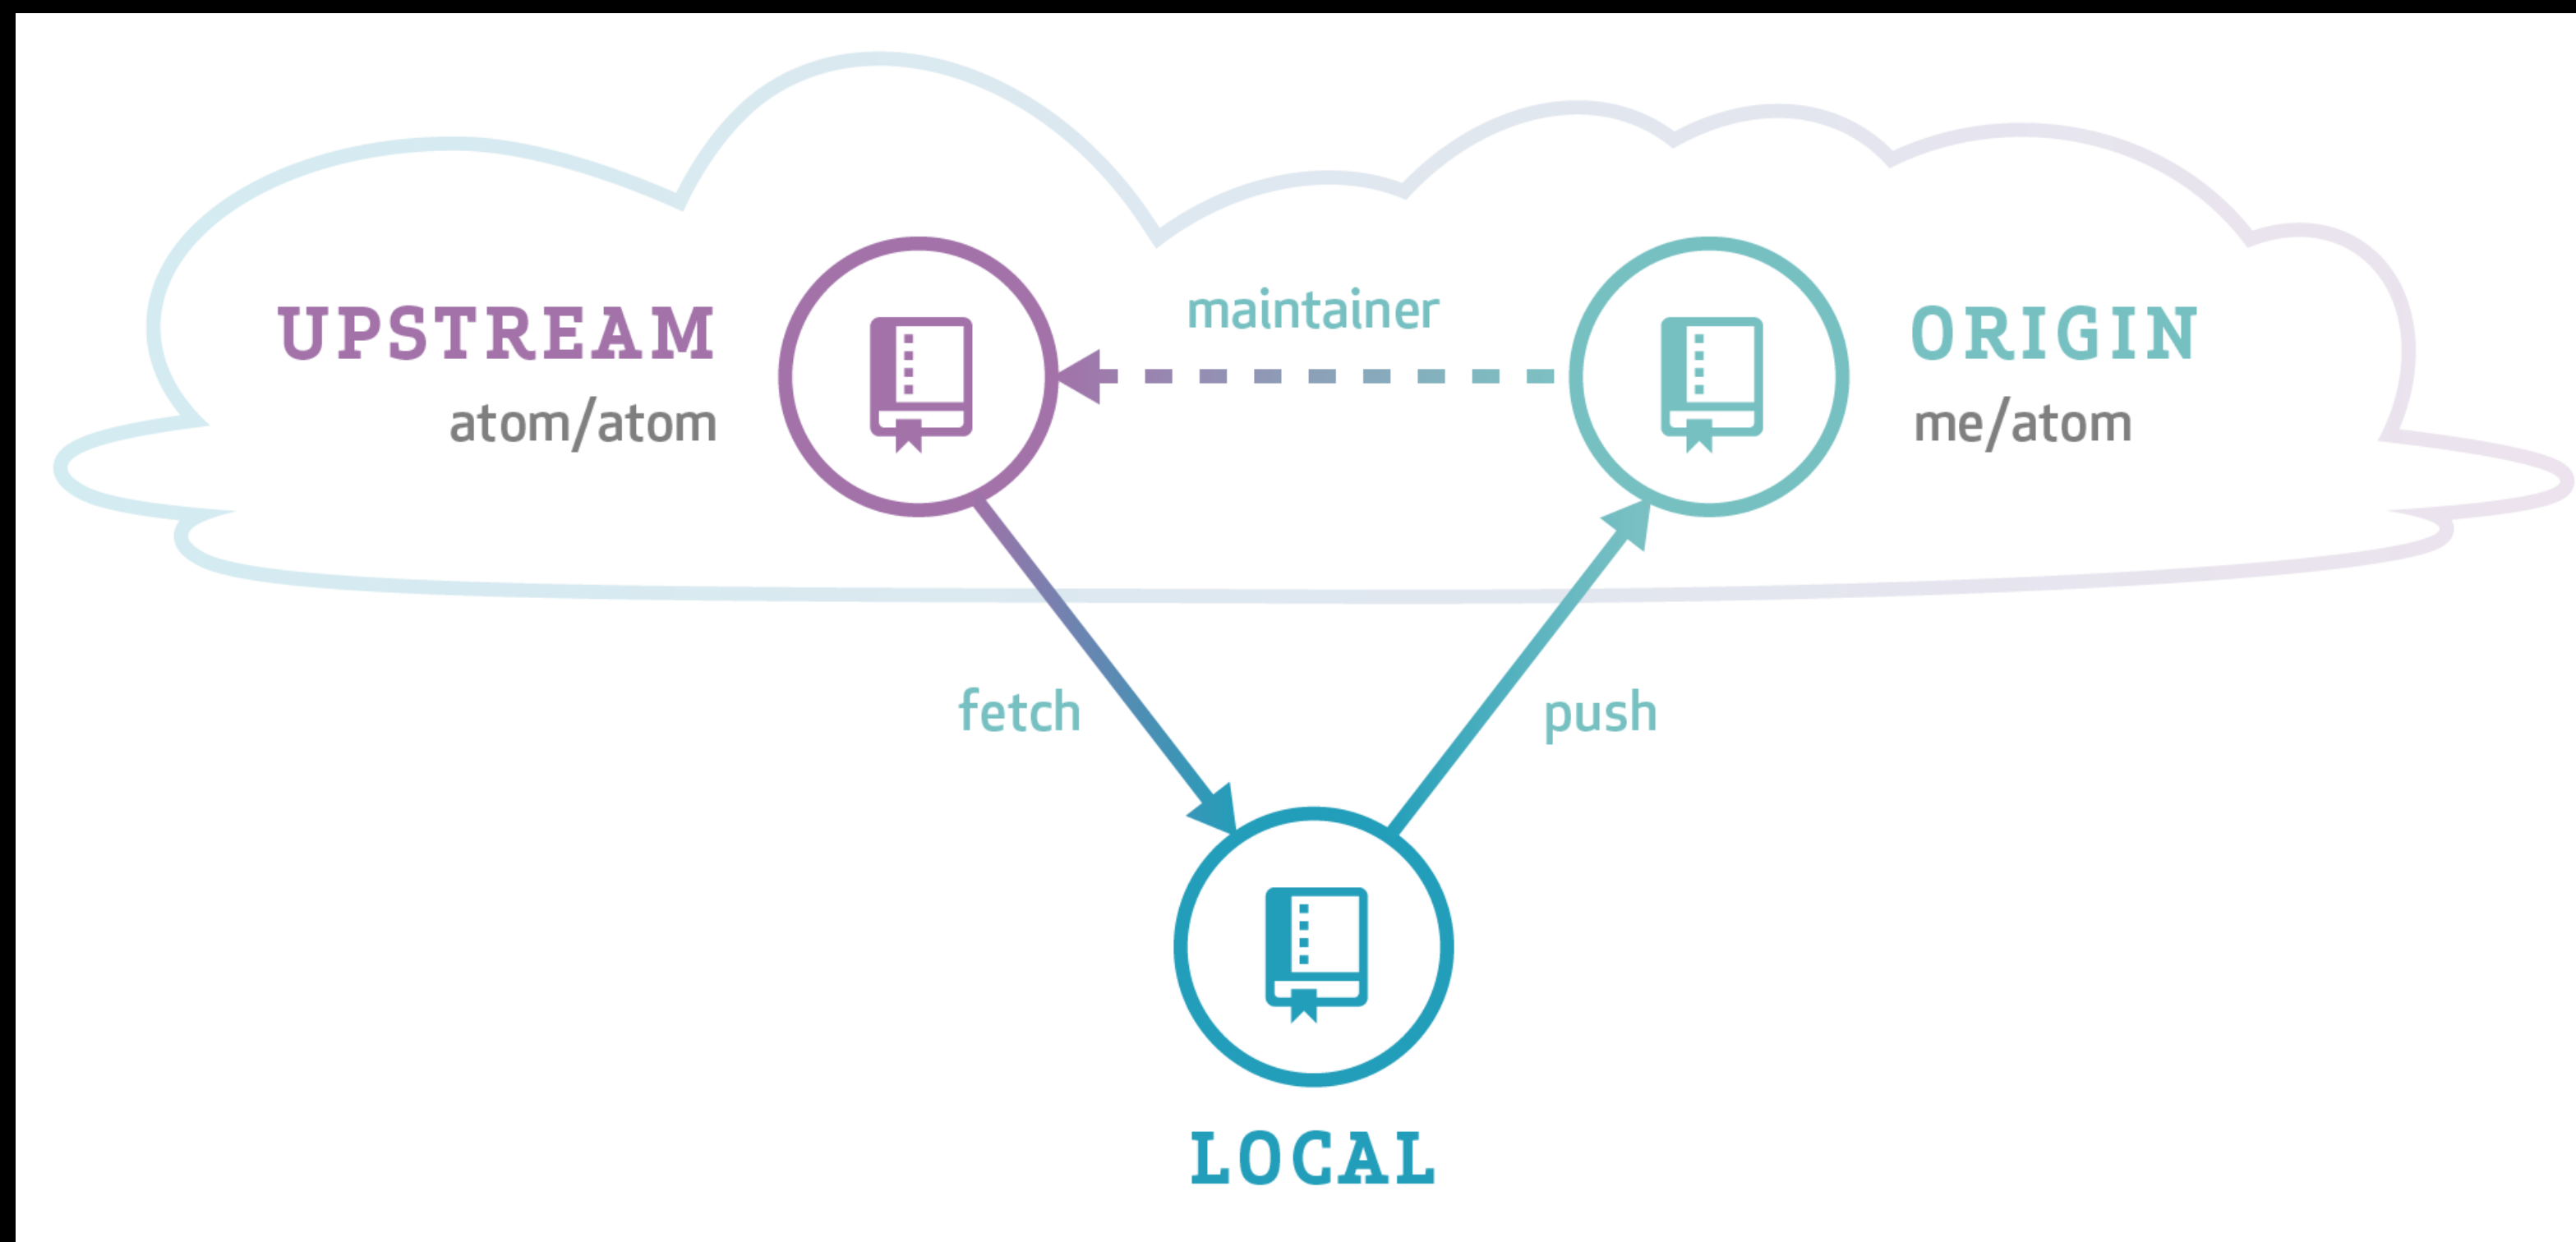 UPSTREAM
atom/atom
maintainer
ORIGIN
me/atom
fetch
push
LOCAL